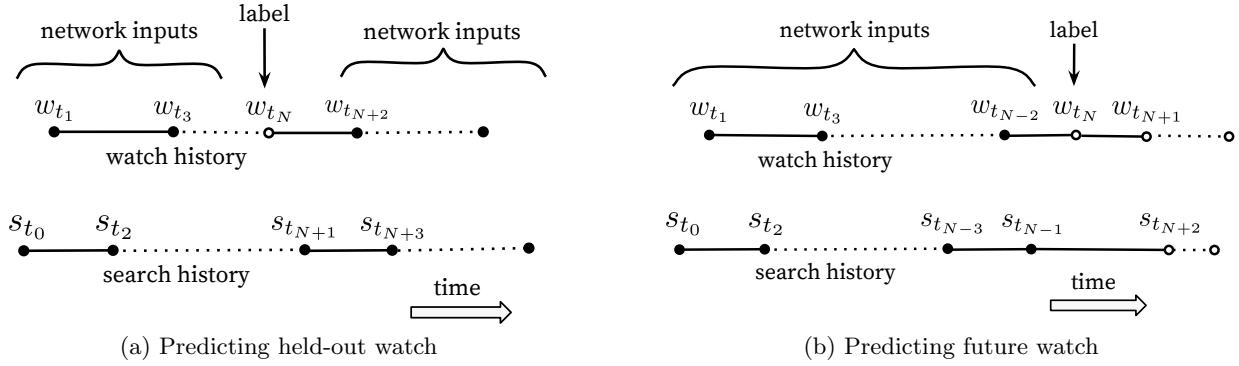 label
network inputs network inputs
w_{t_1} w_{t_3} w_{t_N} w_{t_{N+2}}
watch history
s_{t_0} s_{t_2} s_{t_{N+1}} s_{t_{N+3}}
search history
time
(a) Predicting held-out watch
network inputs
label
w_{t_1} w_{t_3} w_{t_{N-2}} w_{t_N} w_{t_{N+1}}
watch history
s_{t_0} s_{t_2} s_{t_{N-3}} s_{t_{N-1}} s_{t_{N+2}}
search history
time
(b) Predicting future watch